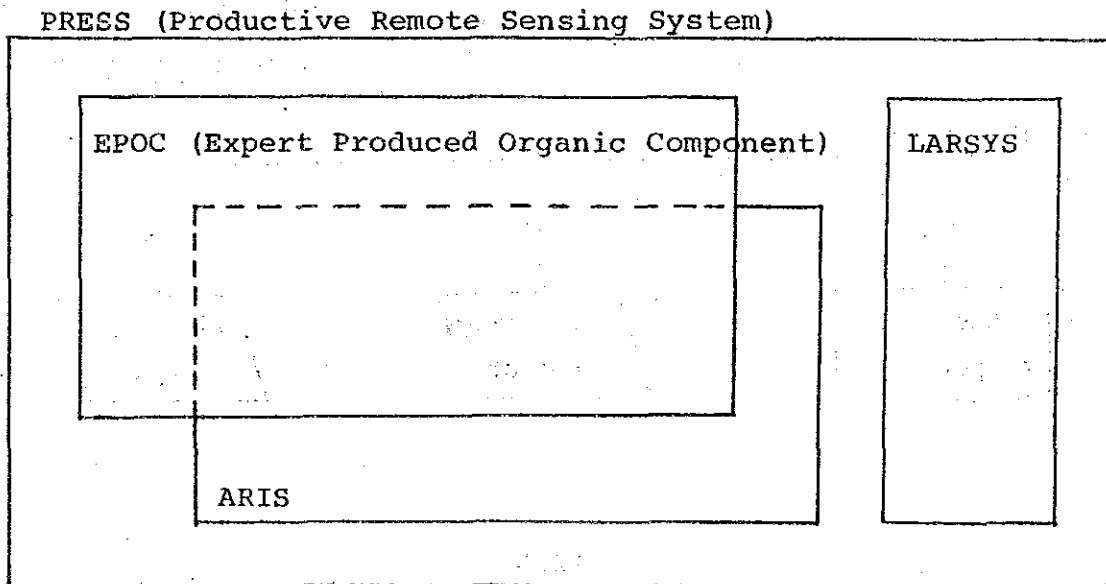 PRESS (Productive Remote Sensing System)
EPOC (Expert Produced Organic Component)
LARSYS
ARIS